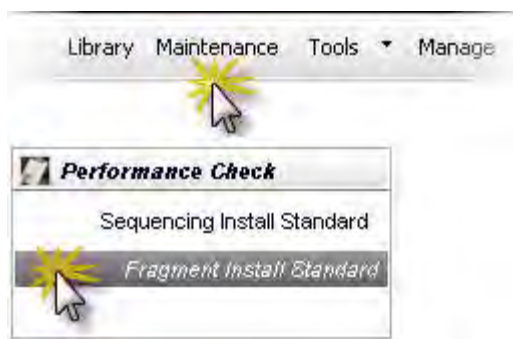 Library Maintenance Tools Manage
Performance Check
Sequencing Install Standard
Fragment Install Standard